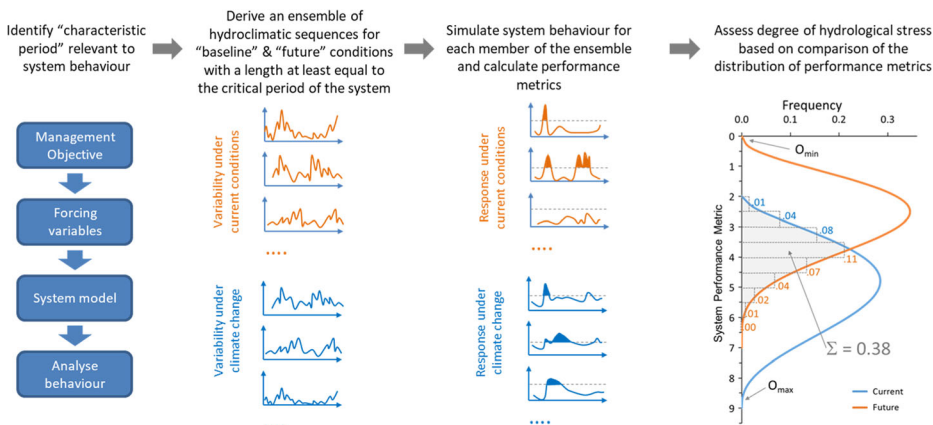 Identify “characteristic
period” relevant to
system behaviour
Derive an ensemble of
hydroclimatic sequences for
“baseline” & “future” conditions
with a length at least equal to
the critical period of the system
Simulate system behaviour for
each member of the ensemble
and calculate performance
metrics
Assess degree of hydrological stress
based on comparison of the
distribution of performance metrics
Management
Objective
Forcing
variables
System model
Analyse
behaviour
Variability under
current conditions
....
Variability under
climate change
Response under
current conditions
....
Response under
climate change
....
Frequency
0.0 0.1 0.2 0.3
System Performance Metric
0
1
2
3
4
5
6
7
8
9
Omin
.01
.04
.08
.11
.07
.04
.02
.01
.00
Σ = 0.38
Omax
Current
Future